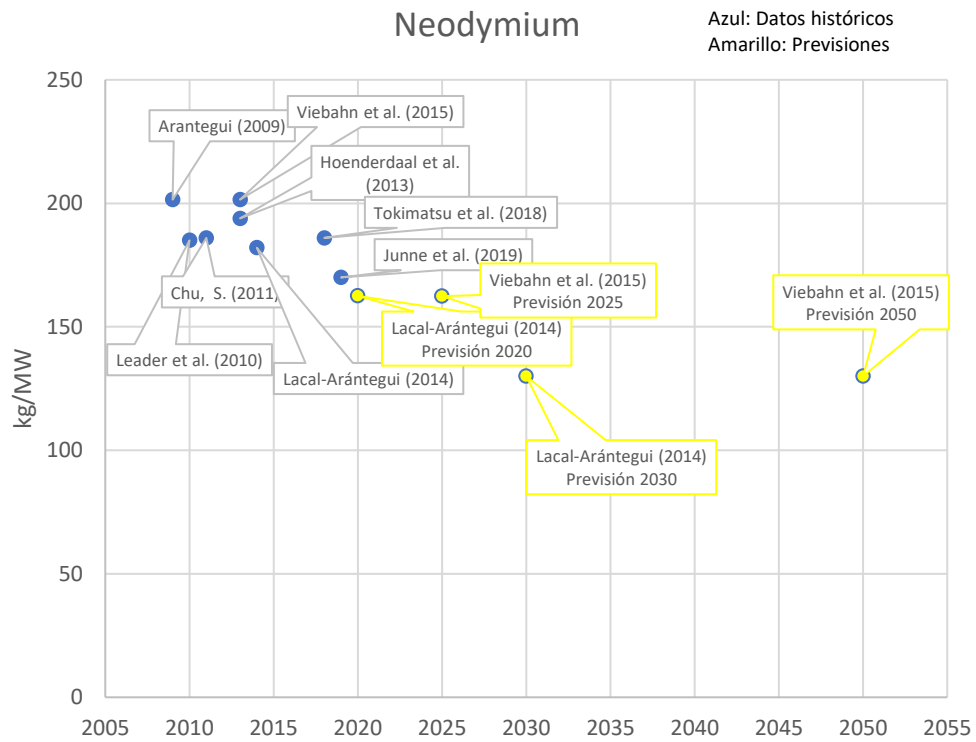 Neodymium
Azul: Datos históricos
Amarillo: Previsiones
kg/MW
250
200
150
100
50
0
Arantegui (2009)
Viebahn et al. (2015)
Hoenderdaal et al.
(2013)
Tokimatsu et al. (2018)
Junne et al. (2019)
Chu, S. (2011)
Leader et al. (2010)
Lacal-Arántegui (2014)
Viebahn et al. (2015)
Previsión 2025
Lacal-Arántegui (2014)
Previsión 2020
Viebahn et al. (2015)
Previsión 2050
Lacal-Arántegui (2014)
Previsión 2030
2005 2010 2015 2020 2025 2030 2035 2040 2045 2050 2055